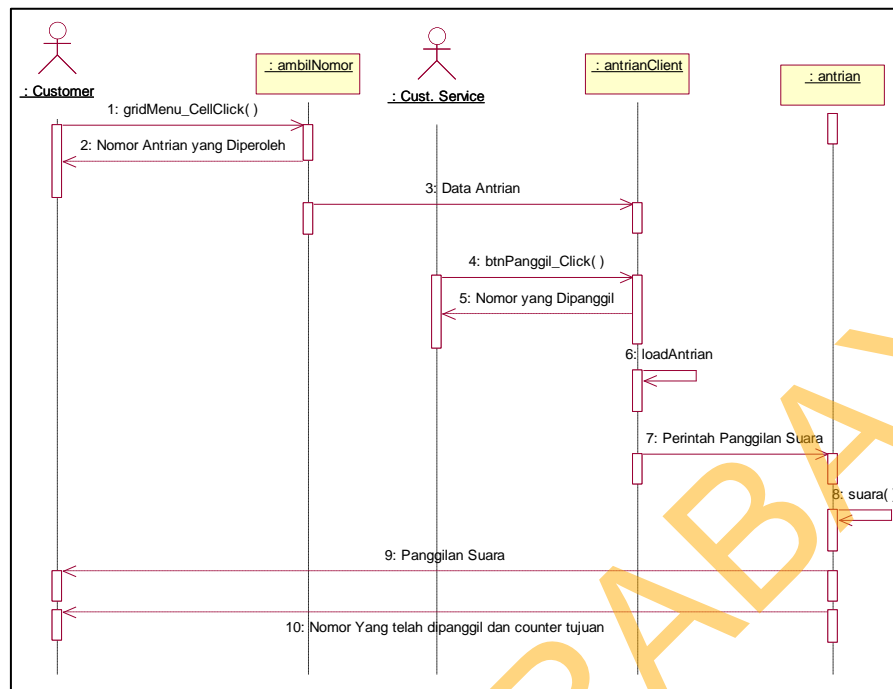 : Customer
: ambilNomor
: Cust. Service
: antrianClient
: antrian
1: gridMenu_CellClick( )
2: Nomor Antrian yang Diperoleh
3: Data Antrian
4: btnPanggil_Click( )
5: Nomor yang Dipanggil
6: loadAntrian
7: Perintah Panggilan Suara
8: suara( )
9: Panggilan Suara
10: Nomor Yang telah dipanggil dan counter tujuan